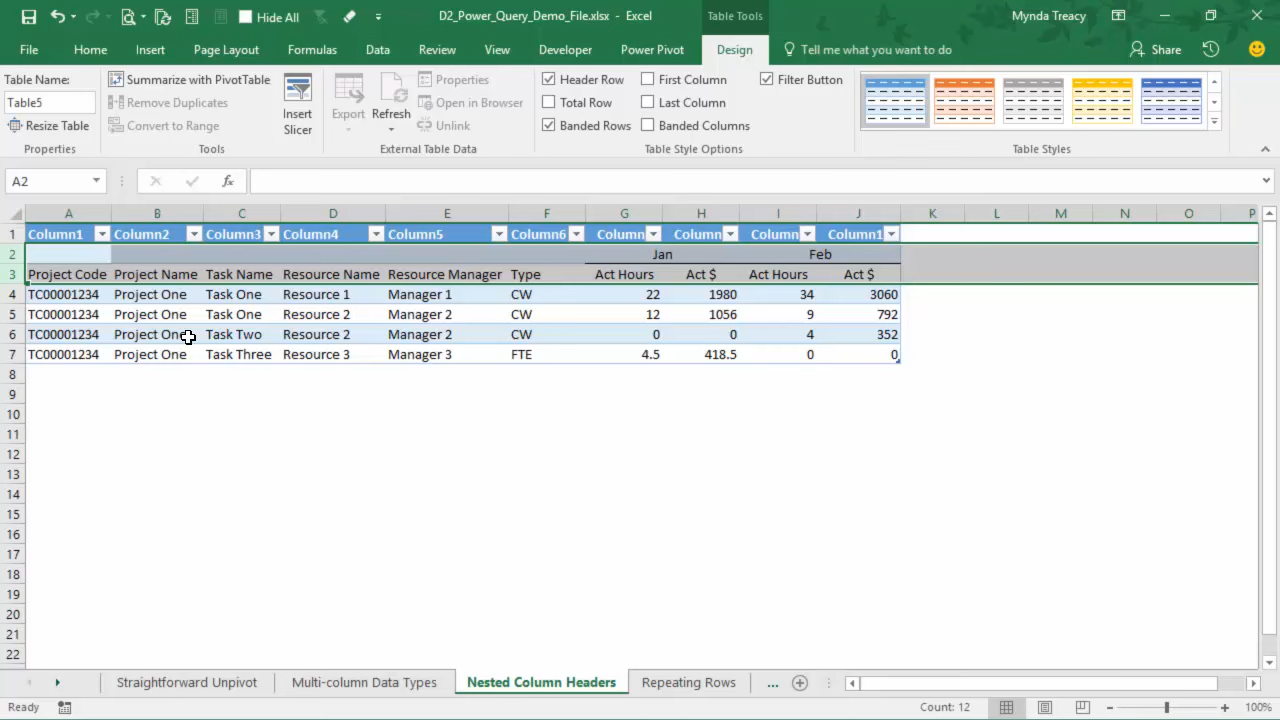 Hide All
D2_Power_Query_Demo_File.xlsx - Excel
Table Tools
Mynda Treacy
File Home Insert Page Layout Formulas Data Review View Developer Power Pivot Design Tell me what you want to do Share
Table Name:
Table5
Resize Table
Properties
Summarize with PivotTable
Remove Duplicates
Convert to Range
Tools
Insert
Slicer
Export
Refresh
Properties
Open in Browser
Unlink
External Table Data
Header Row First Column Filter Button
Total Row Last Column
Banded Rows Banded Columns
Table Style Options
Table Styles
A2
fx
A B C D E F G H I J K L M N O P
1 Column1 Column2 Column3 Column4 Column5 Column6 Column Column Column Column1
2 Jan Feb
3 Project Code Project Name Task Name Resource Name Resource Manager Type Act Hours Act $ Act Hours Act $
4 TC00001234 Project One Task One Resource 1 Manager 1 CW 22 1980 34 3060
5 TC00001234 Project One Task One Resource 2 Manager 2 CW 12 1056 9 792
6 TC00001234 Project One Task Two Resource 2 Manager 2 CW 0 0 4 352
7 TC00001234 Project One Task Three Resource 3 Manager 3 FTE 4.5 418.5 0 0
8
9
10
11
12
13
14
15
16
17
18
19
20
21
22
Straightforward Unpivot Multi-column Data Types Nested Column Headers Repeating Rows ...
Ready
Count: 12
100%